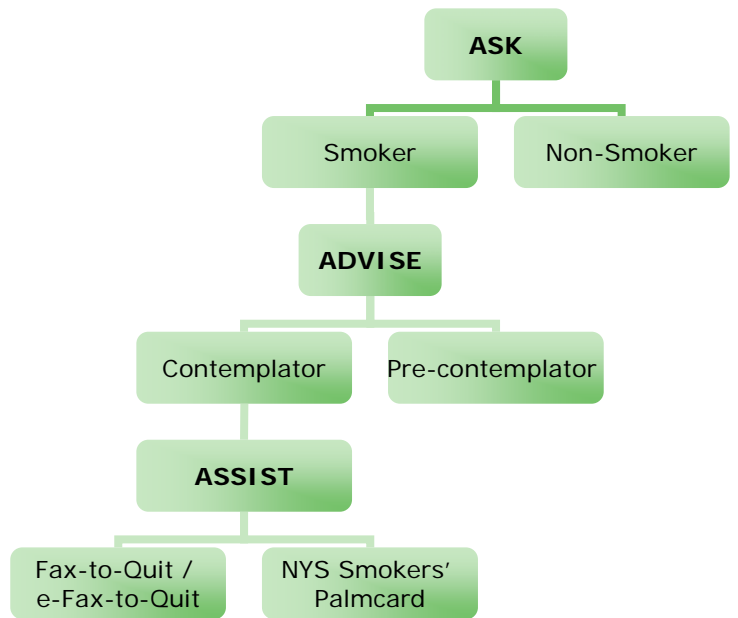 ASK
Smoker
Non-Smoker
ADVISE
Contemplator
Pre-contemplator
ASSIST
Fax-to-Quit /
e-Fax-to-Quit
NYS Smokers’
Palmcard